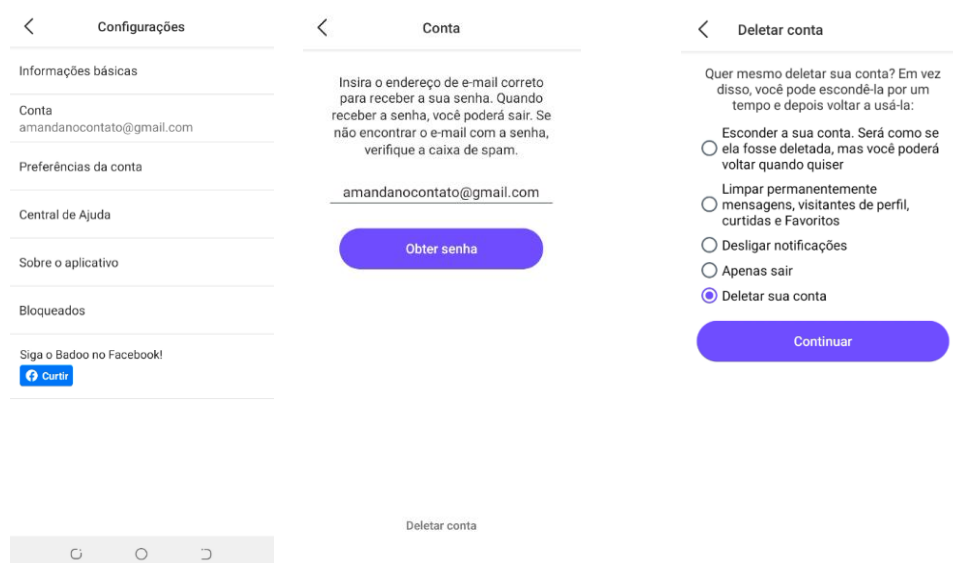 Configurações
Informações básicas
Conta
amandanocontato@gmail.com
Preferências da conta
Central de Ajuda
Sobre o aplicativo
Bloqueados
Siga o Badoo no Facebook!
Curtir
Conta
Insira o endereço de e-mail correto
para receber a sua senha. Quando
receber a senha, você poderá sair. Se
não encontrar o e-mail com a senha,
verifique a caixa de spam.
amandanocontato@gmail.com
Obter senha
Deletar conta
Deletar conta
Quer mesmo deletar sua conta? Em vez
disso, você pode escondê-la por um
tempo e depois voltar a usá-la:
Esconder a sua conta. Será como se
ela fosse deletada, mas você poderá
voltar quando quiser
Limpar permanentemente
mensagens, visitantes de perfil,
curtidas e Favoritos
Desligar notificações
Apenas sair
Deletar sua conta
Continuar